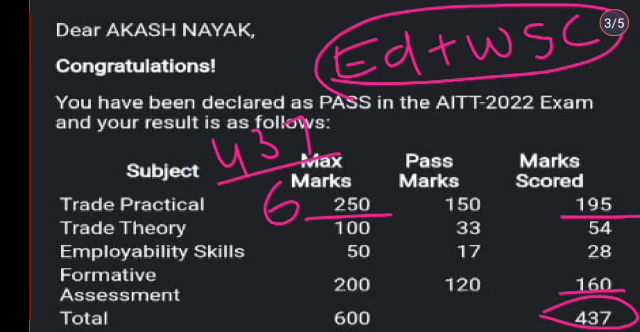 3/5
Dear AKASH NAYAK,
Ed+WSC
Congratulations!
You have been declared as PASS in the AITT-2022 Exam
and your result is as follows:
437
6
Subject Max Marks Pass Marks Marks Scored
Trade Practical 250 150 195
Trade Theory 100 33 54
Employability Skills 50 17 28
Formative Assessment 200 120 160
Total 600 437